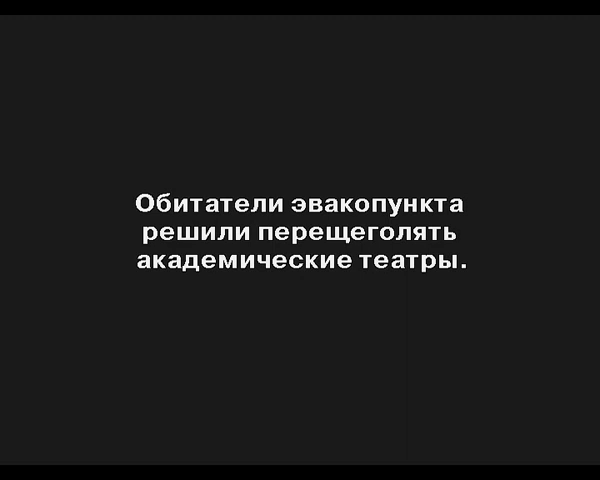 Обитатели эвакопункта
решили перещеголять
академические театры.